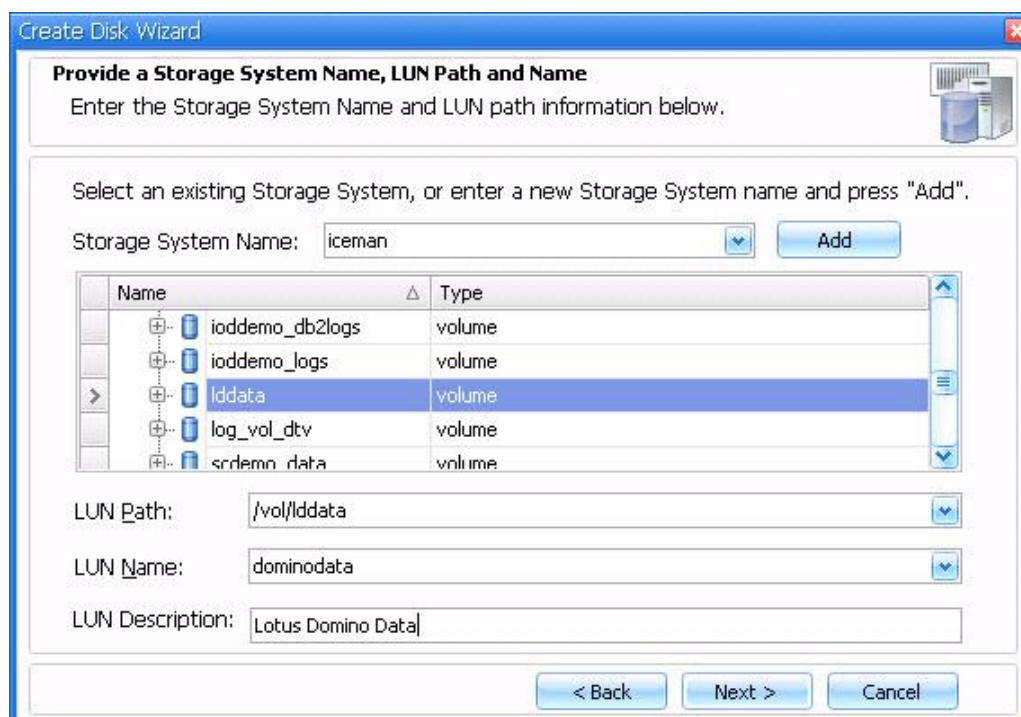 Create Disk Wizard
Provide a Storage System Name, LUN Path and Name
Enter the Storage System Name and LUN path information below.
Select an existing Storage System, or enter a new Storage System name and press "Add".
Storage System Name: iceman Add
Name Type
ioddemo_db2logs volume
ioddemo_logs volume
lddata volume
log_vol_dtv volume
scdemo_data volume
LUN Path: /vol/lddata
LUN Name: dominodata
LUN Description: Lotus Domino Data
< Back Next > Cancel